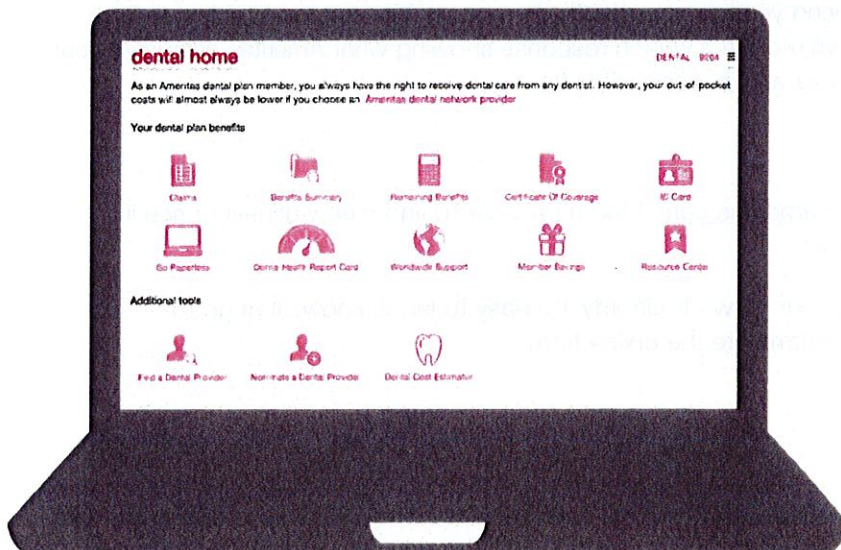 dental home
DENTAL
As an Ameritas dental plan member, you always have the right to receive dental care from any dentist. However, your out of pocket
costs will almost always be lower if you choose an Ameritas dental network provider
Your dental plan benefits
Claims Benefits Summary Remaining Benefits Certificate Of Coverage ID Card
Go Paperless Dental Health Report Card Worldwide Support Member Savings Resource Center
Additional tools
Find a Dental Provider Nominate a Dental Provider Dental Cost Estimator